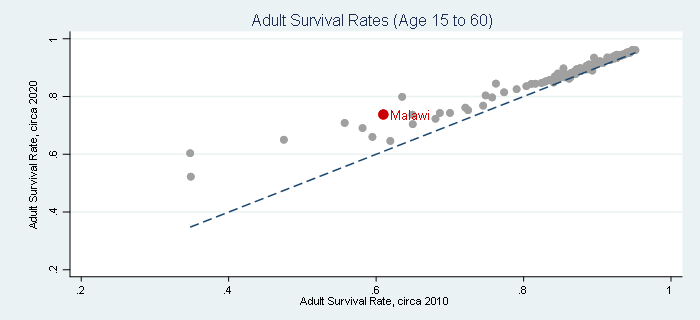 Adult Survival Rates (Age 15 to 60)
Adult Survival Rate, circa 2020
1
.8
.6
.4
.2
Malawi
.2 .4 .6 .8 1
Adult Survival Rate, circa 2010